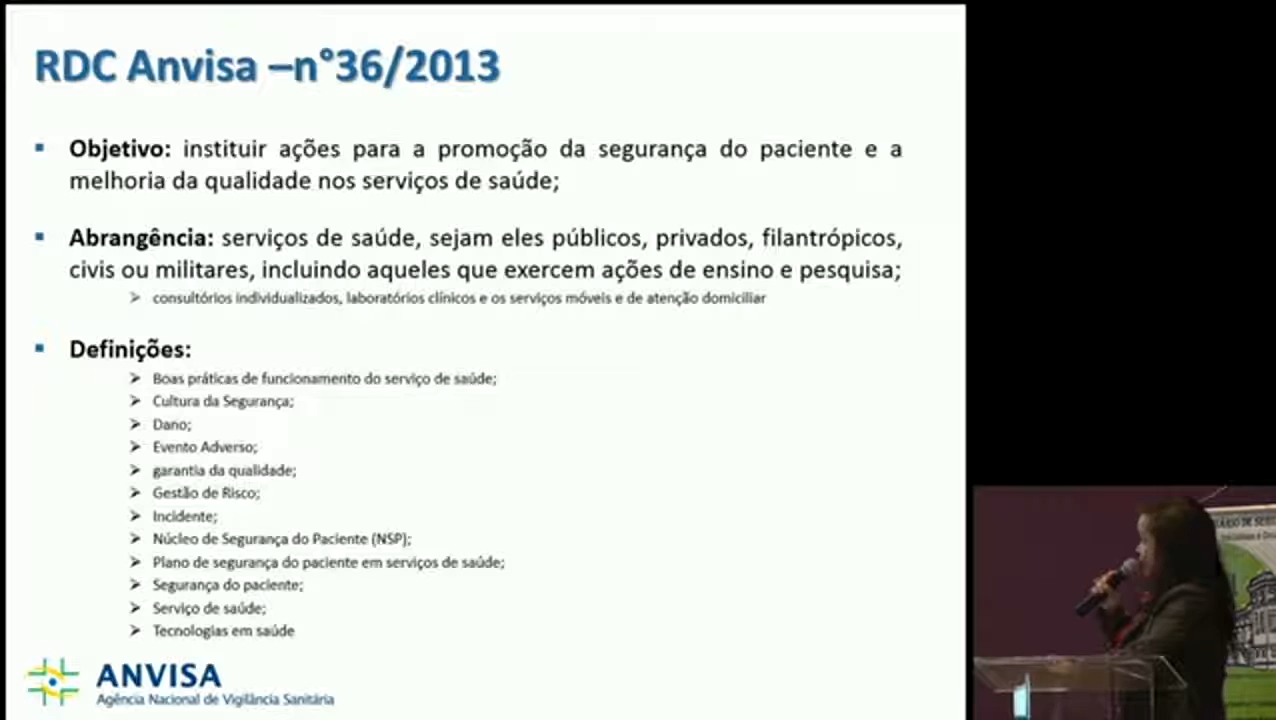 RDC Anvisa –n°36/2013
Objetivo: instituir ações para a promoção da segurança do paciente e a
melhoria da qualidade nos serviços de saúde;
Abrangência: serviços de saúde, sejam eles públicos, privados, filantrópicos,
civis ou militares, incluindo aqueles que exercem ações de ensino e pesquisa;
consultórios individualizados, laboratórios clínicos e os serviços móveis e de atenção domiciliar
Definições:
Boas práticas de funcionamento do serviço de saúde;
Cultura da Segurança;
Dano;
Evento Adverso;
garantia da qualidade;
Gestão de Risco;
Incidente;
Núcleo de Segurança do Paciente (NSP);
Plano de segurança do paciente em serviços de saúde;
Segurança do paciente;
Serviço de saúde;
Tecnologias em saúde
ANVISA
Agência Nacional de Vigilância Sanitária